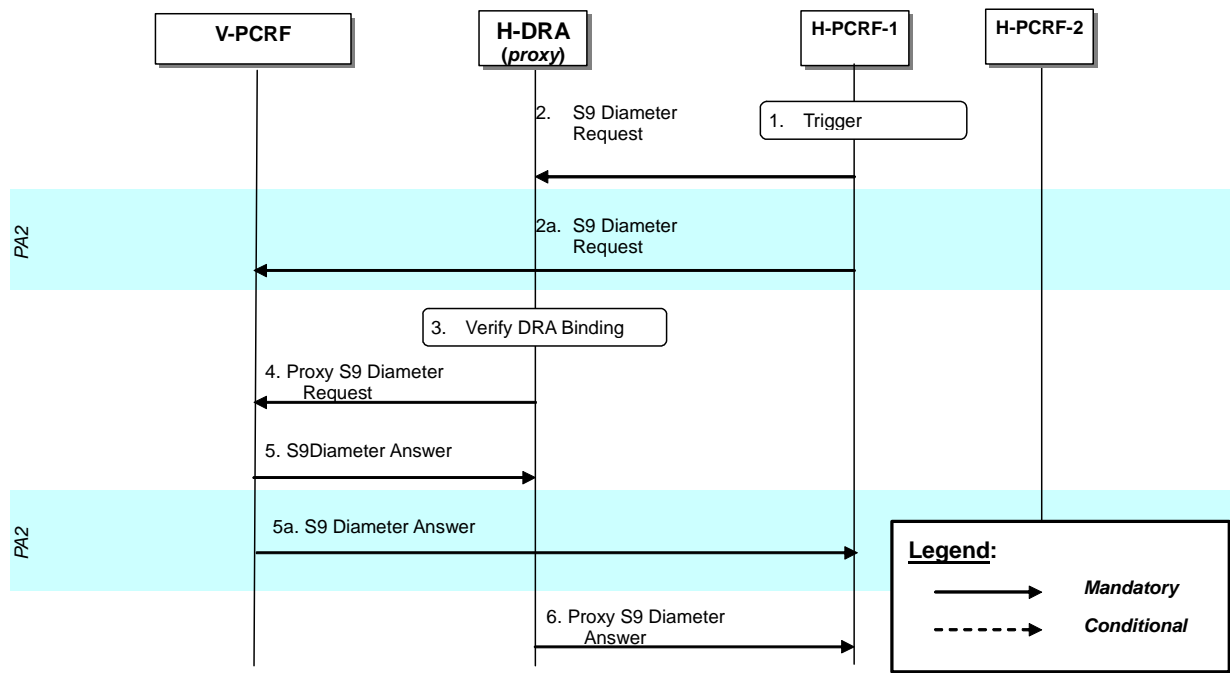 V-PCRF
H-DRA
(proxy)
H-PCRF-1
H-PCRF-2
1. Trigger
2. S9 Diameter
Request
PA2
2a. S9 Diameter
Request
3. Verify DRA Binding
4. Proxy S9 Diameter
Request
5. S9Diameter Answer
PA2
5a. S9 Diameter Answer
6. Proxy S9 Diameter
Answer
Legend:
Mandatory
Conditional